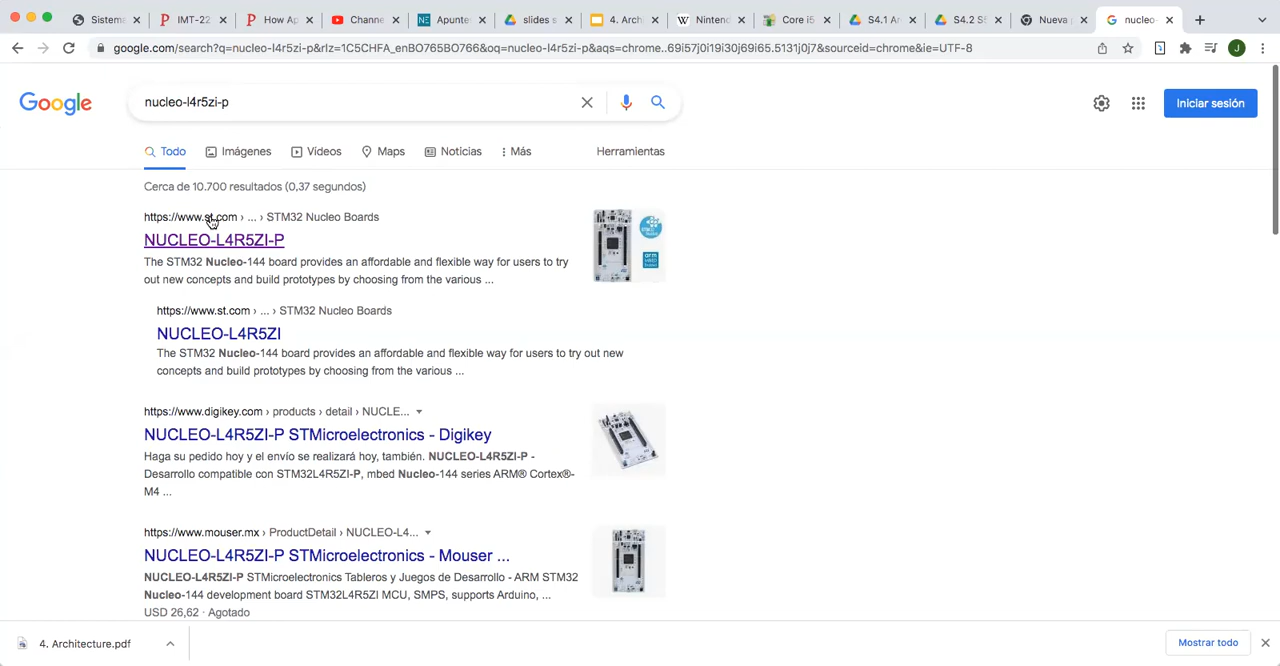 Sistema
IMT-22
How Ap
Channe
Apunte
slides s
4. Arch
Nintend
Core i5
S4.1 Ar
S4.2 S
Nueva p
nucleo-
google.com/search?q=nucleo-l4r5zi-p&rlz=1C5CHFA_enBO765BO766&oq=nucleo-l4r5zi-p&aqs=chrome..69i57j0i19i30j69i65.5131j0j7&sourceid=chrome&ie=UTF-8
J
Google
nucleo-l4r5zi-p
Iniciar sesión
Todo
Imágenes
Videos
Maps
Noticias
Más
Herramientas
Cerca de 10.700 resultados (0,37 segundos)
https://www.st.com › ... › STM32 Nucleo Boards
NUCLEO-L4R5ZI-P
The STM32 Nucleo-144 board provides an affordable and flexible way for users to try
out new concepts and build prototypes by choosing from the various ...
https://www.st.com › ... › STM32 Nucleo Boards
NUCLEO-L4R5ZI
The STM32 Nucleo-144 board provides an affordable and flexible way for users to try out new
concepts and build prototypes by choosing from the various ...
https://www.digikey.com › products › detail › NUCLE...
NUCLEO-L4R5ZI-P STMicroelectronics - Digikey
Haga su pedido hoy y el envío se realizará hoy, también. NUCLEO-L4R5ZI-P -
Desarrollo compatible con STM32L4R5ZI-P, mbed Nucleo-144 series ARM® Cortex®-
M4 ...
https://www.mouser.mx › ProductDetail › NUCLEO-L4...
NUCLEO-L4R5ZI-P STMicroelectronics - Mouser ...
NUCLEO-L4R5ZI-P STMicroelectronics Tableros y Juegos de Desarrollo - ARM STM32
Nucleo-144 development board STM32L4R5ZI MCU, SMPS, supports Arduino, ...
USD 26,62 · Agotado
4. Architecture.pdf
Mostrar todo